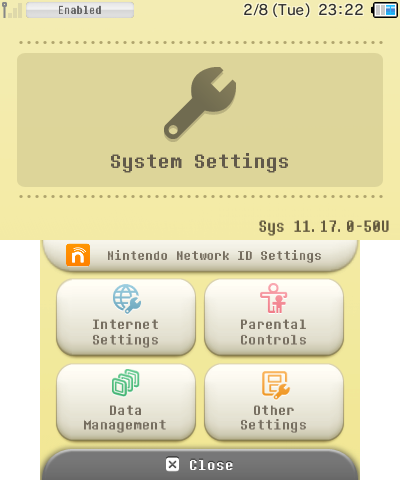 Enabled
2/8 (Tue) 23:22
System Settings
Sys 11.17.0-50U
Nintendo Network ID Settings
Internet
Settings
Parental
Controls
Data
Management
Other
Settings
Close